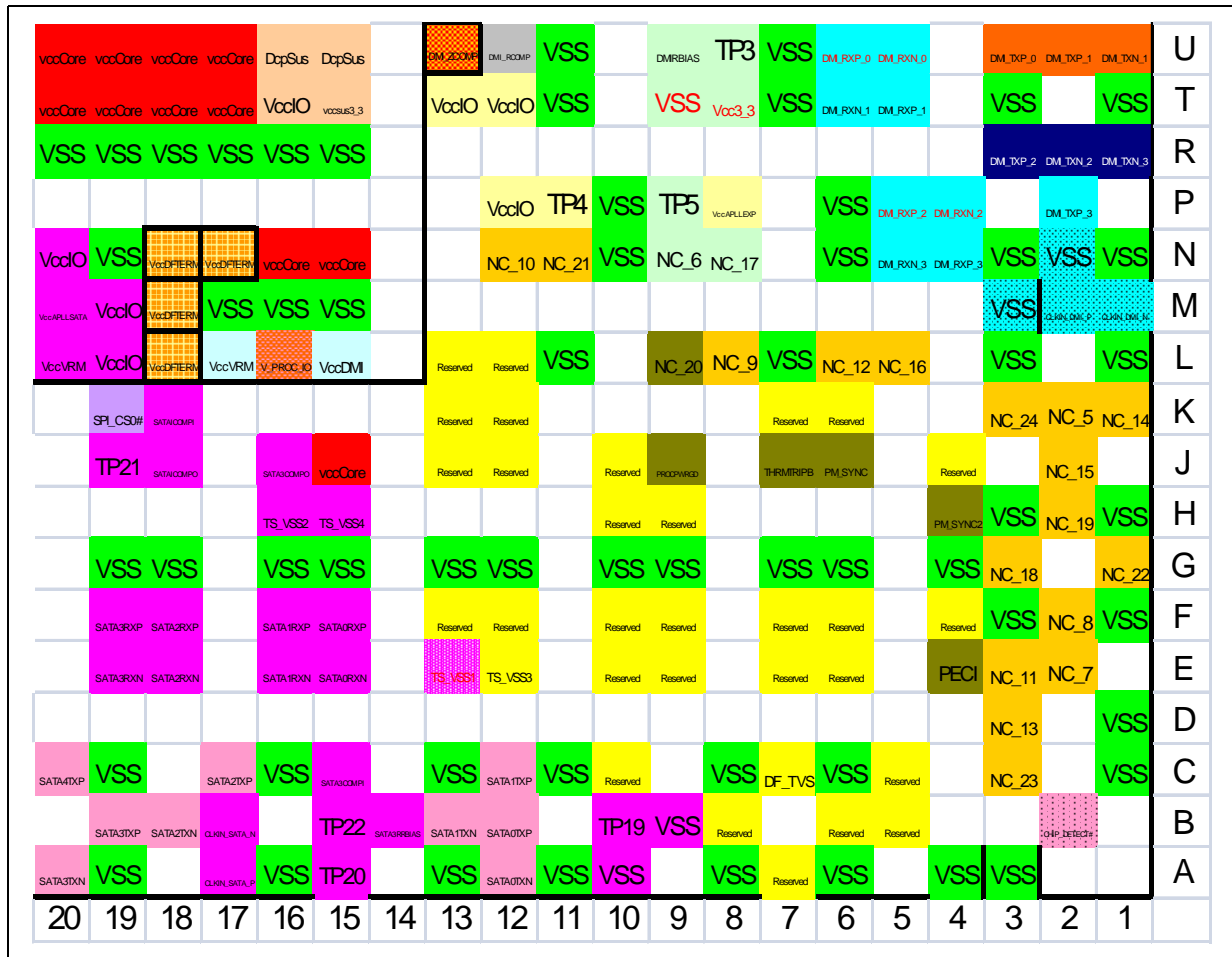 vccCore vccCore vccCore vccCore DcpSus DcpSus DMI_ZCOMP DMI_RCOMP VSS DMIRBIAS TP3 VSS DMI_RXP_0 DMI_RXN_0 DMI_TXP_0 DMI_TXP_1 DMI_TXN_1 U
vccCore vccCore vccCore vccCore VccIO vccsus3_3 VccIO VccIO VSS VSS Vcc3_3 VSS DMI_RXN_1 DMI_RXP_1 VSS VSS T
VSS VSS VSS VSS VSS VSS DMI_TXP_2 DMI_TXN_2 DMI_TXN_3 R
VccIO TP4 VSS TP5 VccAPLLEXP VSS DMI_RXP_2 DMI_RXN_2 DMI_TXP_3 P
VccIO VSS VccDFTERM VccDFTERM vccCore vccCore NC_10 NC_21 VSS NC_6 NC_17 VSS DMI_RXN_3 DMI_RXP_3 VSS VSS VSS N
VccAPLLSATA VccIO VccDFTERM VSS VSS VSS VSS CLKIN_DMI_P CLKIN_DMI_N M
VccVRM VccIO VccDFTERM VccVRM V_PROC_IO VccDMI Reserved Reserved VSS NC_20 NC_9 VSS NC_12 NC_16 VSS VSS L
SPI_CS0# SATAICOMPI Reserved Reserved Reserved Reserved NC_24 NC_5 NC_14 K
TP21 SATAICOMPO SATA3COMPO vccCore Reserved Reserved Reserved PROCPWRGD THRMTRIPB PM_SYNC Reserved NC_15 J
TS_VSS2 TS_VSS4 Reserved Reserved PM_SYNC2 VSS NC_19 VSS H
VSS VSS VSS VSS VSS VSS VSS VSS VSS VSS VSS NC_18 NC_22 G
SATA3RXP SATA2RXP SATA1RXP SATA0RXP Reserved Reserved Reserved Reserved Reserved Reserved Reserved VSS NC_8 VSS F
SATA3RXN SATA2RXN SATA1RXN SATA0RXN TS_VSS1 TS_VSS3 Reserved Reserved Reserved Reserved PECI NC_11 NC_7 E
NC_13 VSS D
SATA4TXP VSS SATA2TXP VSS SATA3COMPI VSS SATA1TXP VSS Reserved VSS DF_TVS VSS Reserved NC_23 VSS C
SATA3TXP SATA2TXN CLKIN_SATA_N TP22 SATA3RBIAS SATA1TXN SATA0TXP TP19 VSS Reserved Reserved Reserved CHIP_DETECT# B
SATA3TXN VSS CLKIN_SATA_P VSS TP20 VSS SATA0TXN VSS VSS VSS Reserved VSS VSS VSS A
20 19 18 17 16 15 14 13 12 11 10 9 8 7 6 5 4 3 2 1